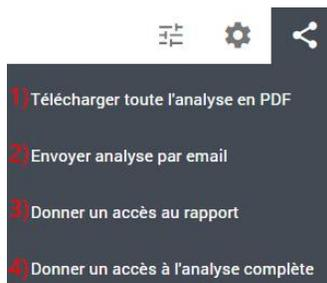 1) Télécharger toute l'analyse en PDF
2) Envoyer analyse par email
3) Donner un accès au rapport
4) Donner un accès à l'analyse complète